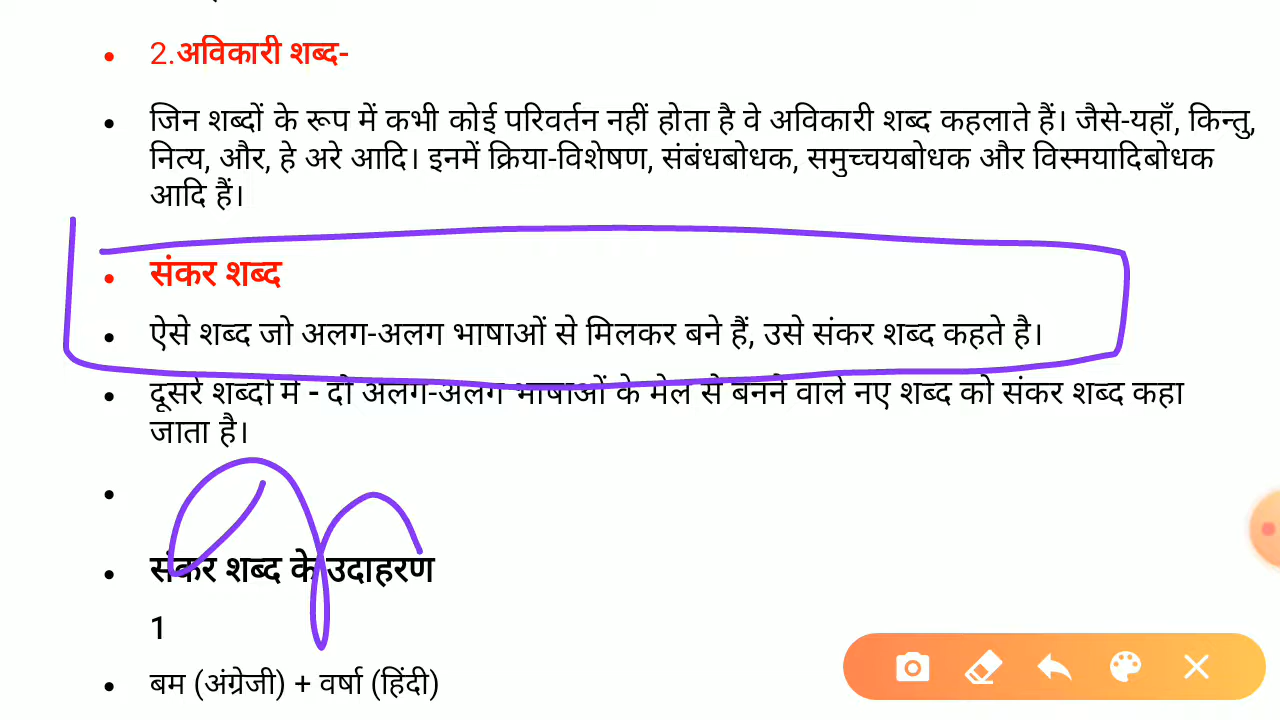 2.अविकारी शब्द-
जिन शब्दों के रूप में कभी कोई परिवर्तन नहीं होता है वे अविकारी शब्द कहलाते हैं। जैसे-यहाँ, किन्तु,
नित्य, और, हे अरे आदि। इनमें क्रिया-विशेषण, संबंधबोधक, समुच्चयबोधक और विस्मयादिबोधक
आदि हैं।
संकर शब्द
ऐसे शब्द जो अलग-अलग भाषाओं से मिलकर बने हैं, उसे संकर शब्द कहते है।
दूसरे शब्दों में - दो अलग-अलग भाषाओं के मेल से बनने वाले नए शब्द को संकर शब्द कहा
जाता है।
संकर शब्द के उदाहरण
1
बम (अंग्रेजी) + वर्षा (हिंदी)